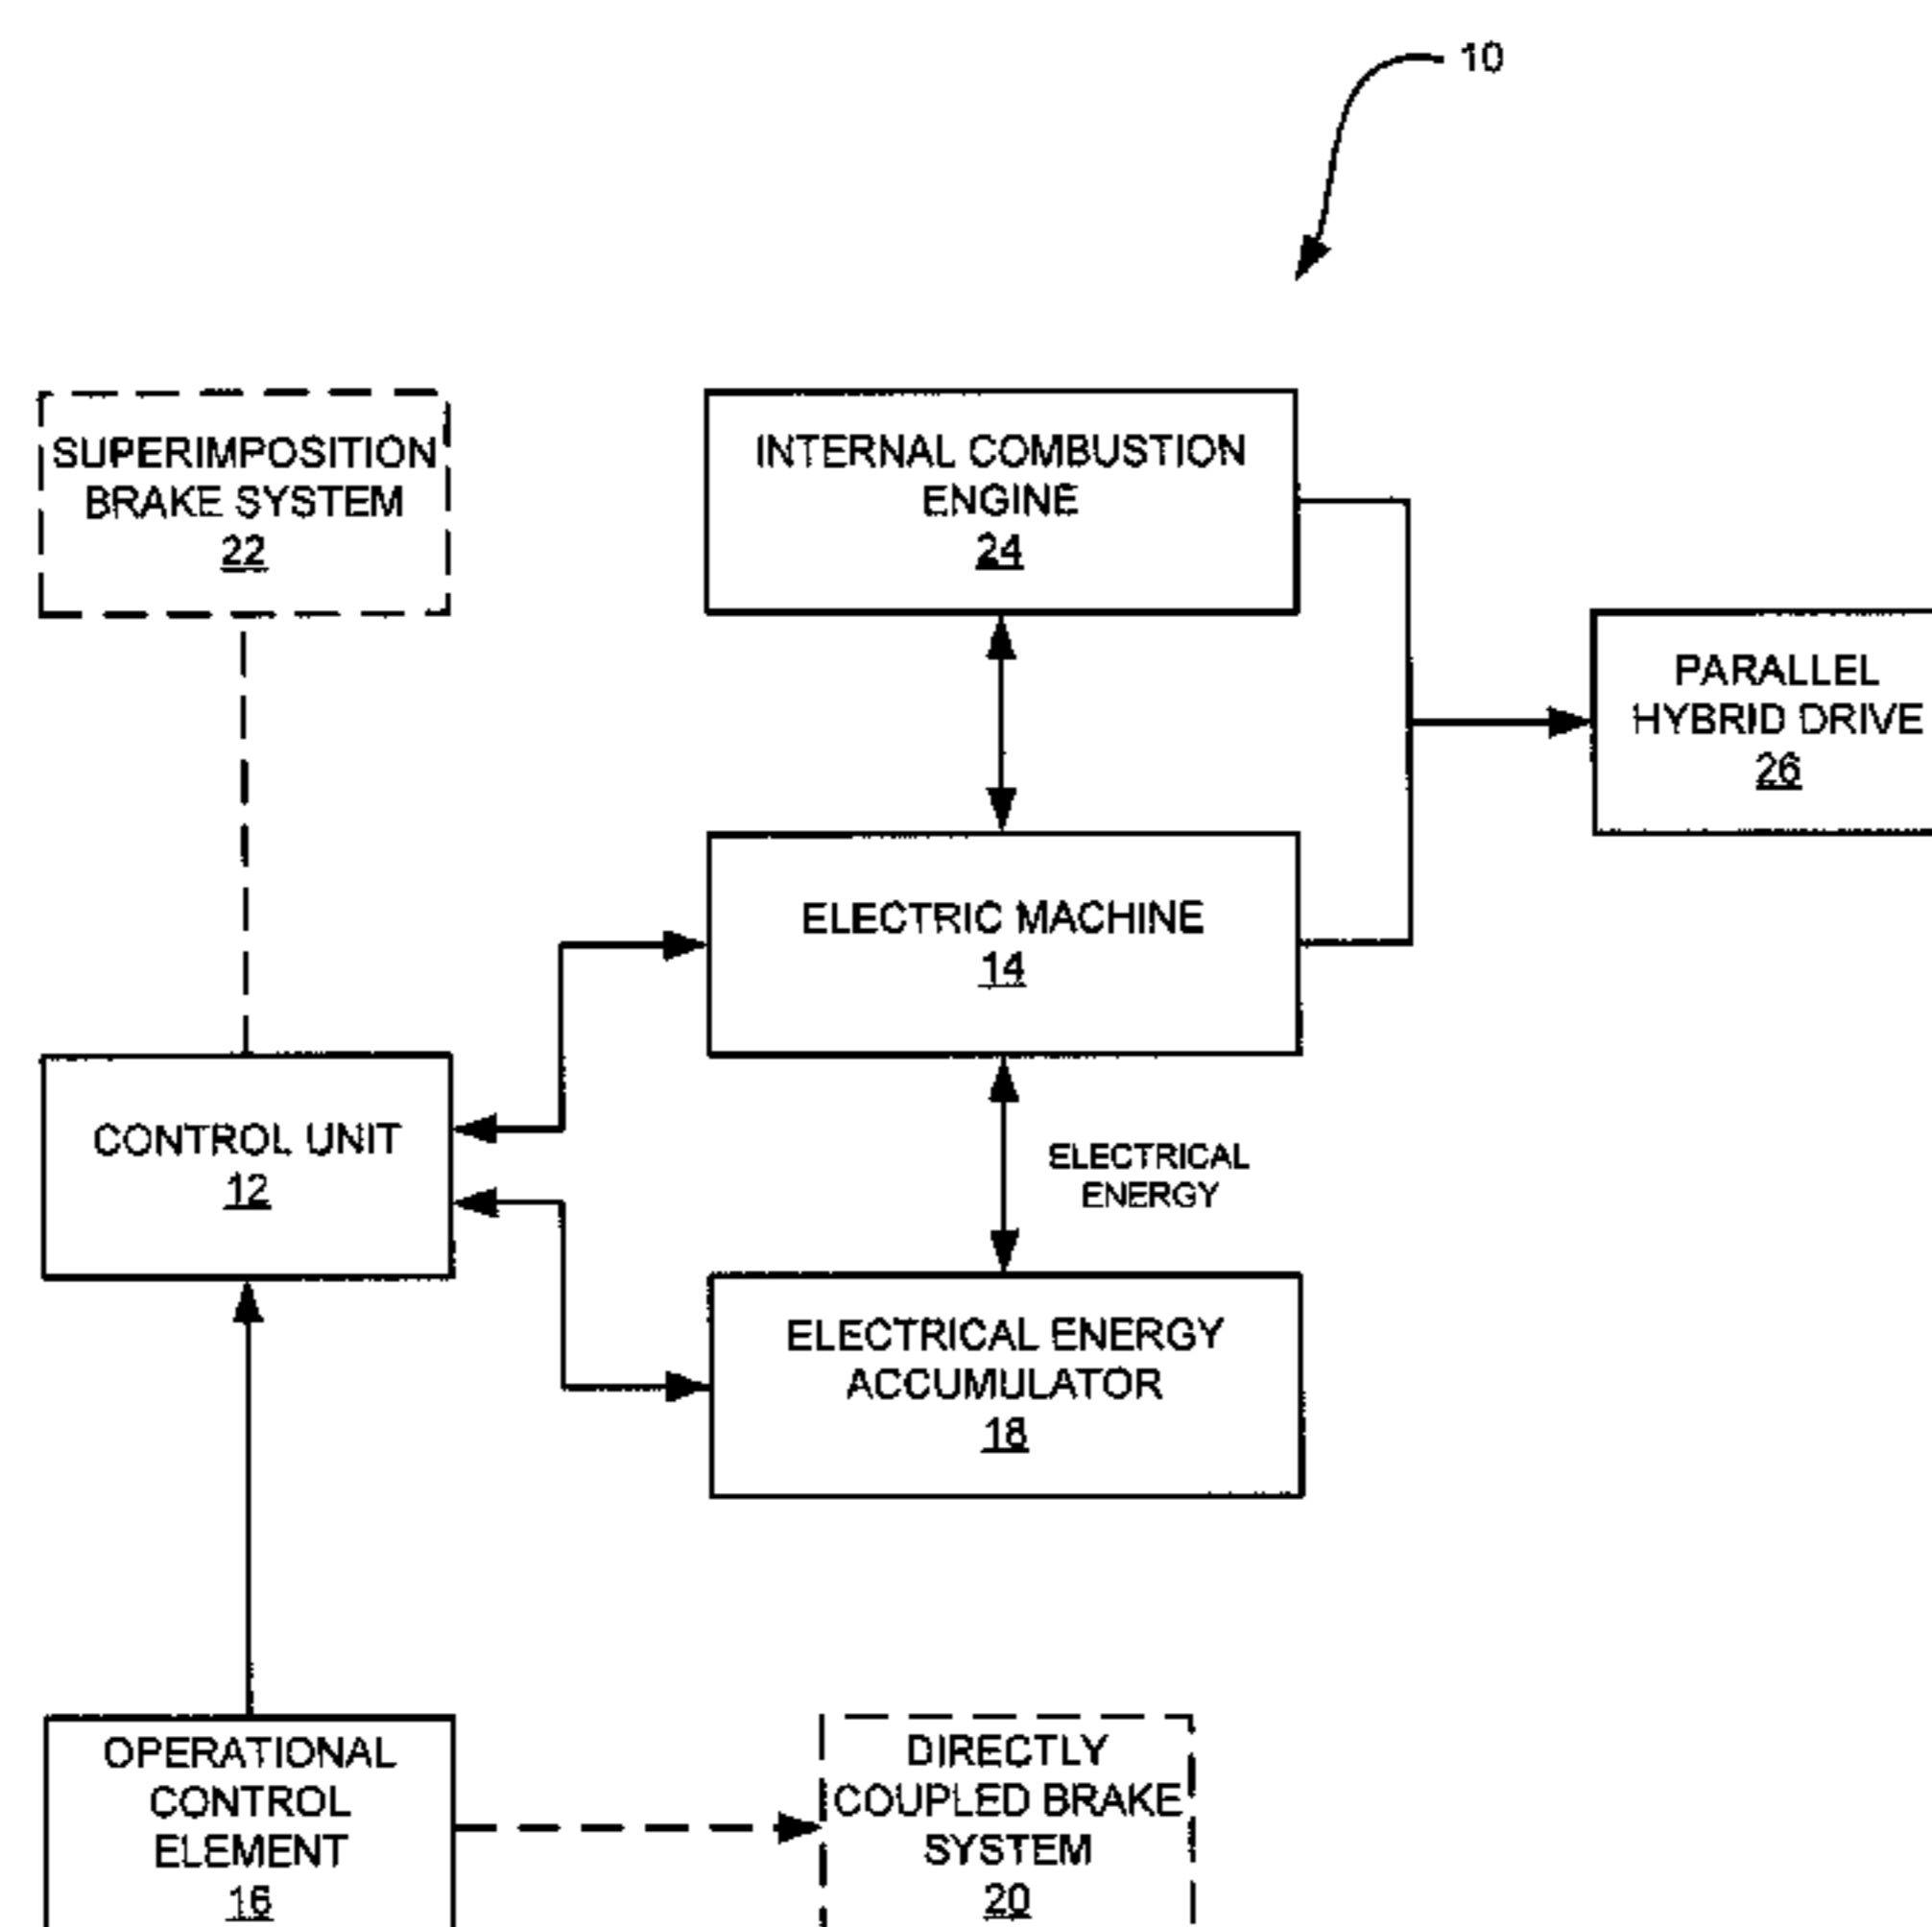 10
SUPERIMPOSITION
BRAKE SYSTEM
22
INTERNAL COMBUSTION
ENGINE
24
PARALLEL
HYBRID DRIVE
26
ELECTRIC MACHINE
14
CONTROL UNIT
12
ELECTRICAL
ENERGY
ELECTRICAL ENERGY
ACCUMULATOR
18
OPERATIONAL
CONTROL
ELEMENT
16
DIRECTLY
COUPLED BRAKE
SYSTEM
20